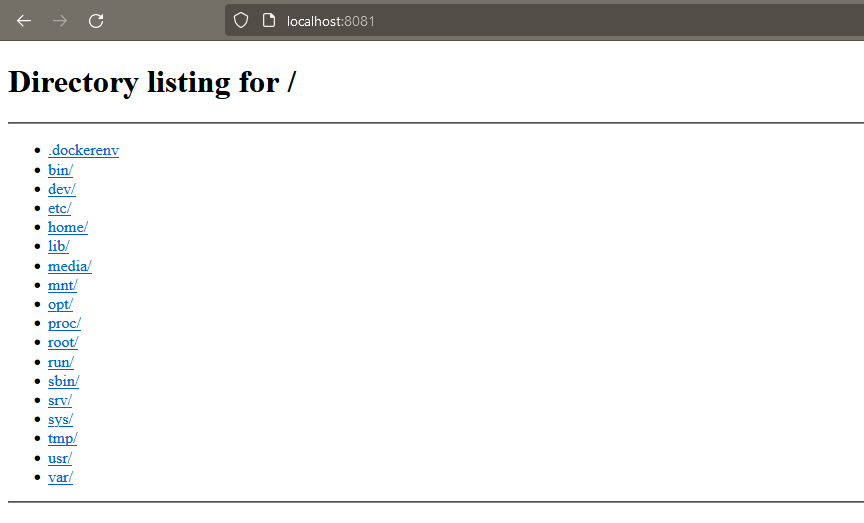 localhost:8081
Directory listing for /
.dockerenv
bin/
dev/
etc/
home/
lib/
media/
mnt/
opt/
proc/
root/
run/
sbin/
srv/
sys/
tmp/
usr/
var/